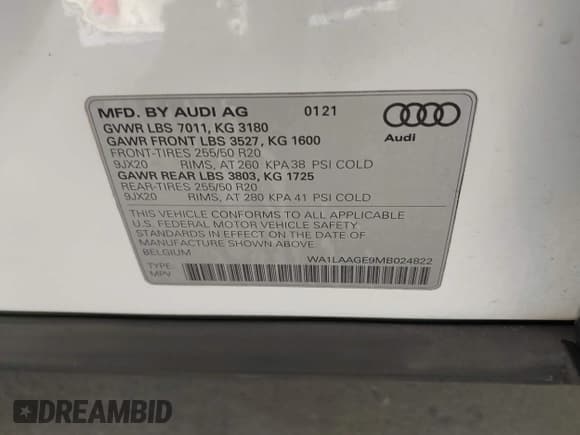 MFD. BY AUDI AG 0121
GVWR LBS 7011, KG 3180
GAWR FRONT LBS 3527, KG 1600
FRONT-TIRES 255/50 R20
9JX20 RIMS, AT 260 KPA 38 PSI COLD
GAWR REAR LBS 3803, KG 1725
REAR-TIRES 255/50 R20
9JX20 RIMS, AT 280 KPA 41 PSI COLD
Audi
THIS VEHICLE CONFORMS TO ALL APPLICABLE
U.S. FEDERAL MOTOR VEHICLE SAFETY
STANDARDS IN EFFECT ON THE DATE OF
MANUFACTURE SHOWN ABOVE.
BELGIUM
WA1LAAGE9MB024822
TYPE:
MPV
DREAMBID